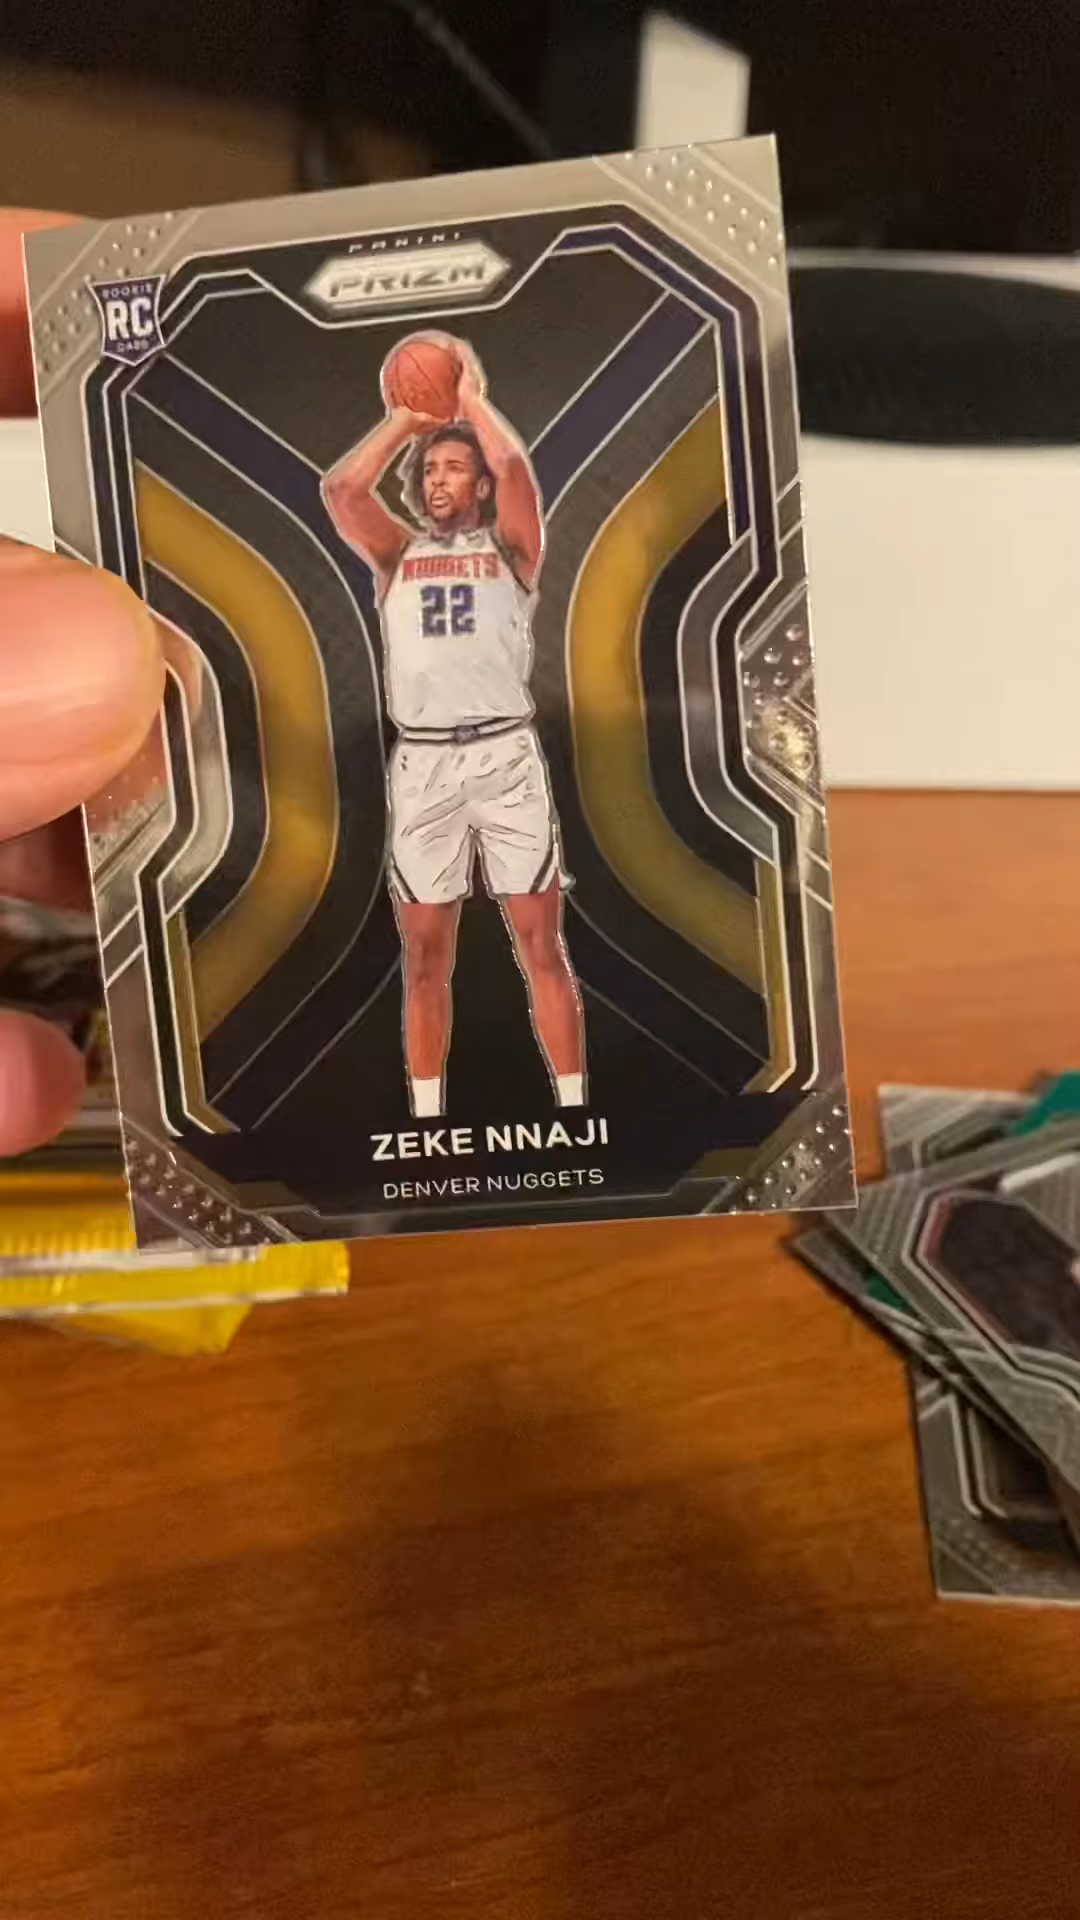 PANINI
PRIZM
ROOKIE
RC
CARD
NUGGETS
22
ZEKE NNAJI
DENVER NUGGETS